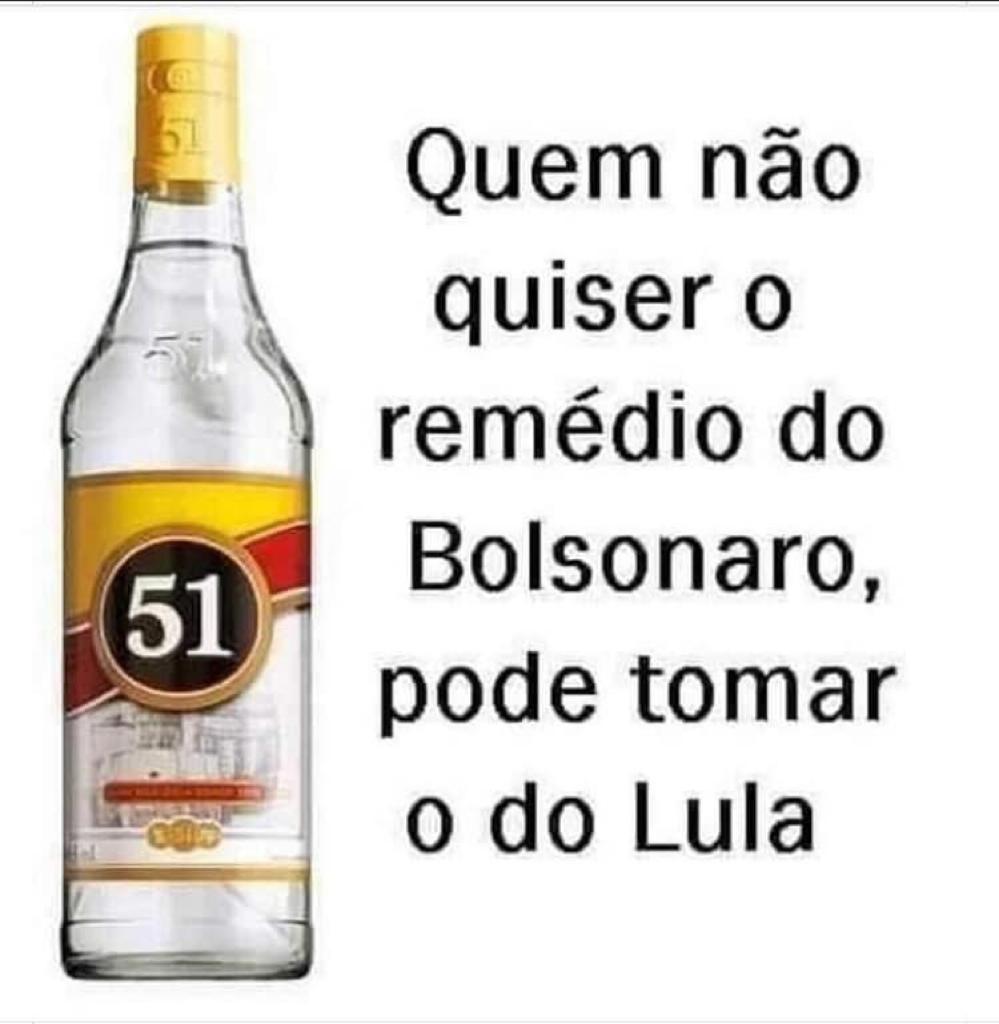 51
51
51
Quem não
quiser o
remédio do
Bolsonaro,
pode tomar
o do Lula